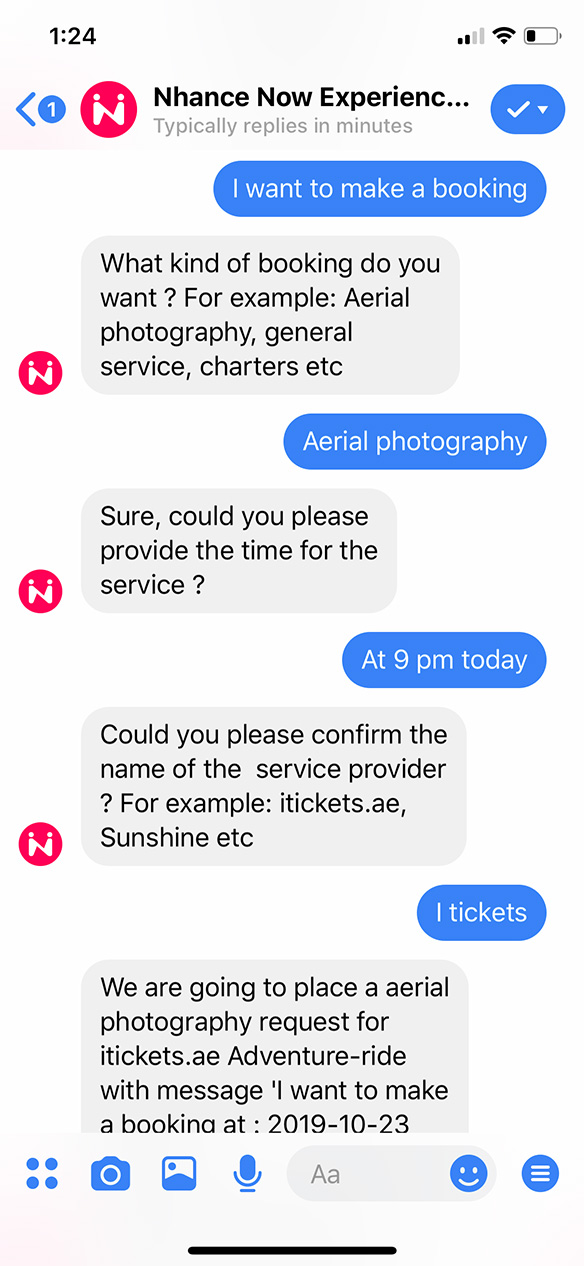 1:24
1
Nhance Now Experienc...
Typically replies in minutes
I want to make a booking
What kind of booking do you
want ? For example: Aerial
photography, general
service, charters etc
Aerial photography
Sure, could you please
provide the time for the
service ?
At 9 pm today
Could you please confirm the
name of the  service provider
? For example: itickets.ae,
Sunshine etc
I tickets
We are going to place a aerial
photography request for
itickets.ae Adventure-ride
with message 'I want to make
a booking at : 2019-10-23
Aa